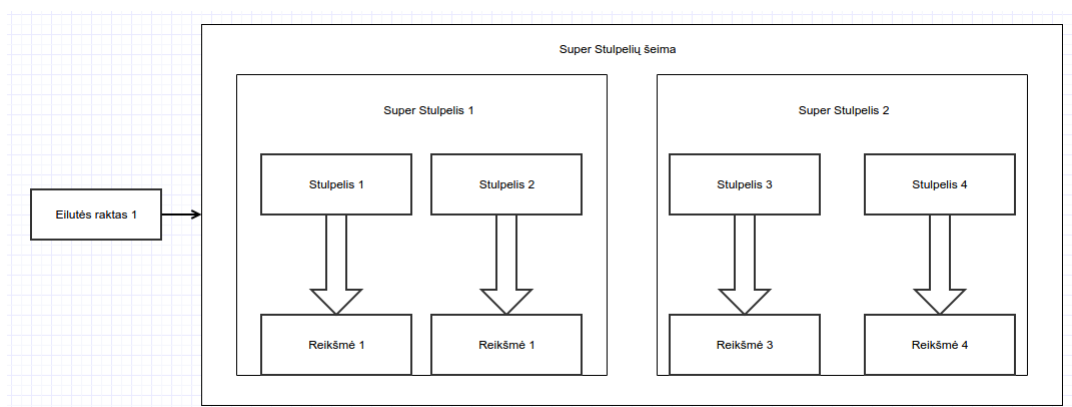 Super Stulpelių šeima
Super Stulpelis 1
Super Stulpelis 2
Stulpelis 1
Stulpelis 2
Stulpelis 3
Stulpelis 4
Eilutės raktas 1
Reikšmė 1
Reikšmė 1
Reikšmė 3
Reikšmė 4